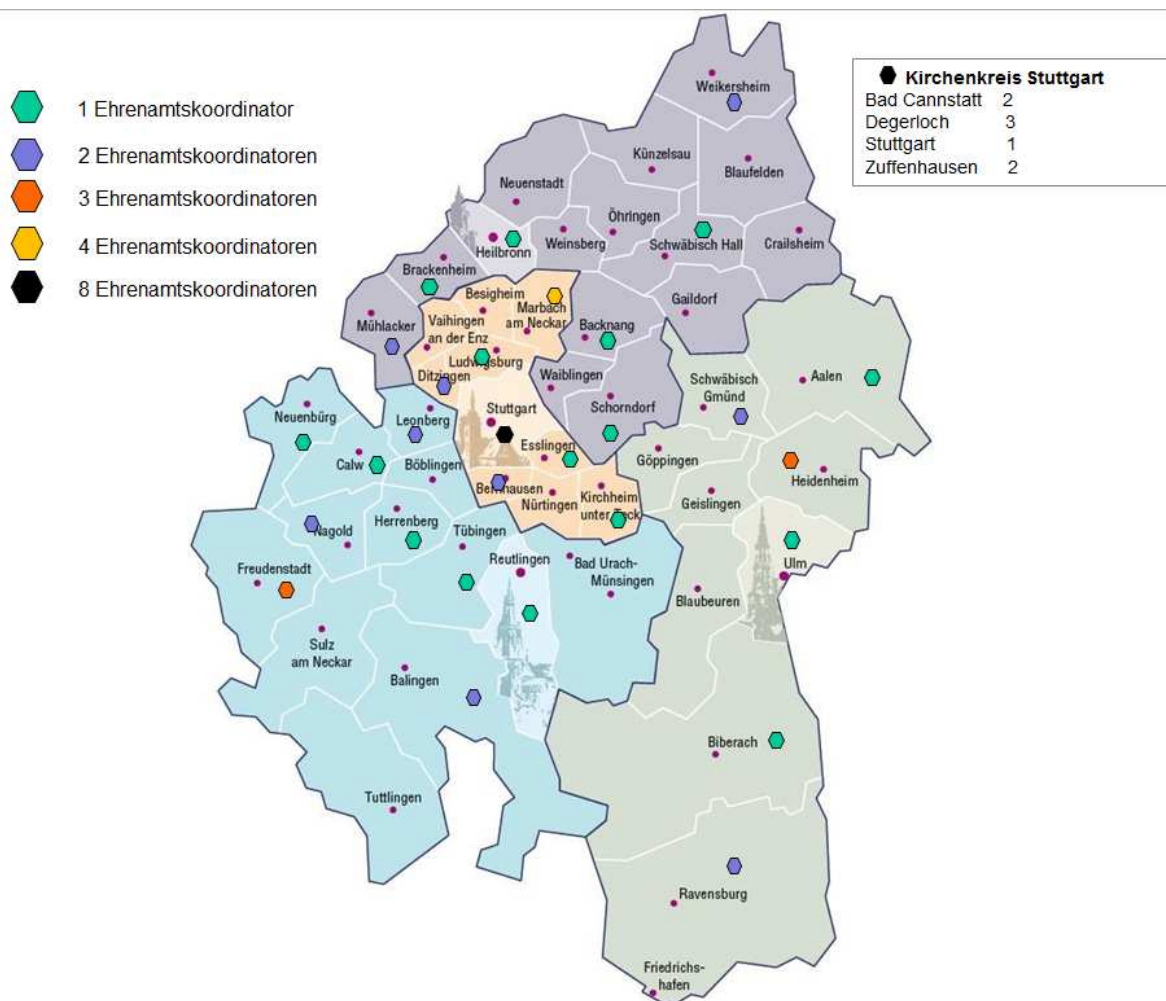 1 Ehrenamtskoordinator
2 Ehrenamtskoordinatoren
3 Ehrenamtskoordinatoren
4 Ehrenamtskoordinatoren
8 Ehrenamtskoordinatoren
Kirchenkreis Stuttgart
Bad Cannstatt 2
Degerloch 3
Stuttgart 1
Zuffenhausen 2
Weikersheim
Künzelsau
Blaufelden
Neuenstadt
Öhringen
Heilbronn
Weinsberg
Schwäbisch Hall
Crailsheim
Brackenheim
Besigheim
Marbach
am Neckar
Gaildorf
Mühlacker
Vaihingen
an der Enz
Backnang
Ludwigsburg
Ditzingen
Waiblingen
Schwäbisch
Gmünd
Aalen
Neuenbürg
Leonberg
Stuttgart
Schorndorf
Calw
Böblingen
Esslingen
Göppingen
Heidenheim
Bernhausen
Nürtingen
Kirchheim
unter Teck
Geislingen
Nagold
Herrenberg
Tübingen
Reutlingen
Bad Urach-
Münsingen
Ulm
Freudenstadt
Blaubeuren
Sulz
am Neckar
Balingen
Biberach
Tuttlingen
Ravensburg
Friedrichs-
hafen